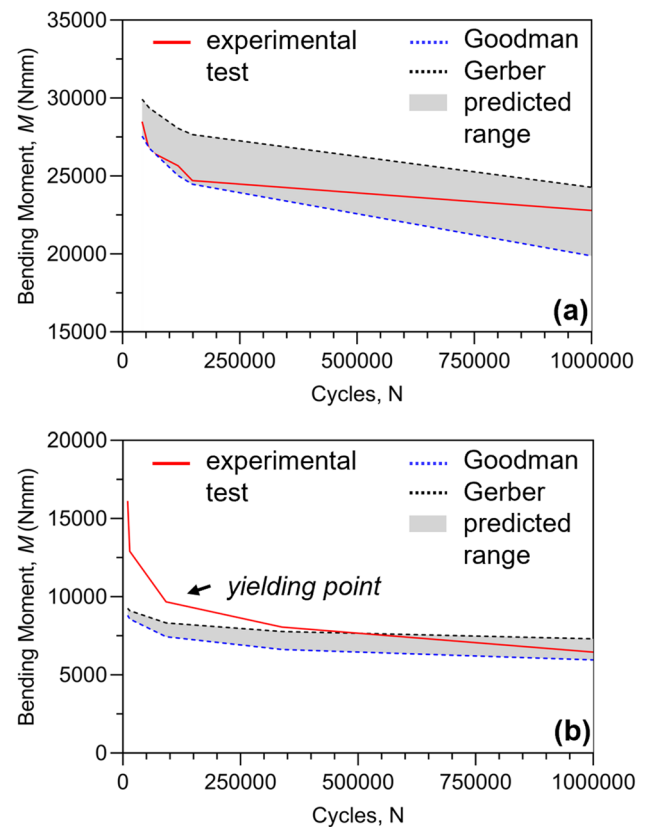 35000
30000
25000
20000
15000
Bending Moment, M (Nmm)
experimental
test
Goodman
Gerber
predicted
range
(a)
0
250000
500000
750000
1000000
Cycles, N
20000
15000
10000
5000
0
Bending Moment, M (Nmm)
experimental
test
Goodman
Gerber
predicted
range
yielding point
(b)
0
250000
500000
750000
1000000
Cycles, N